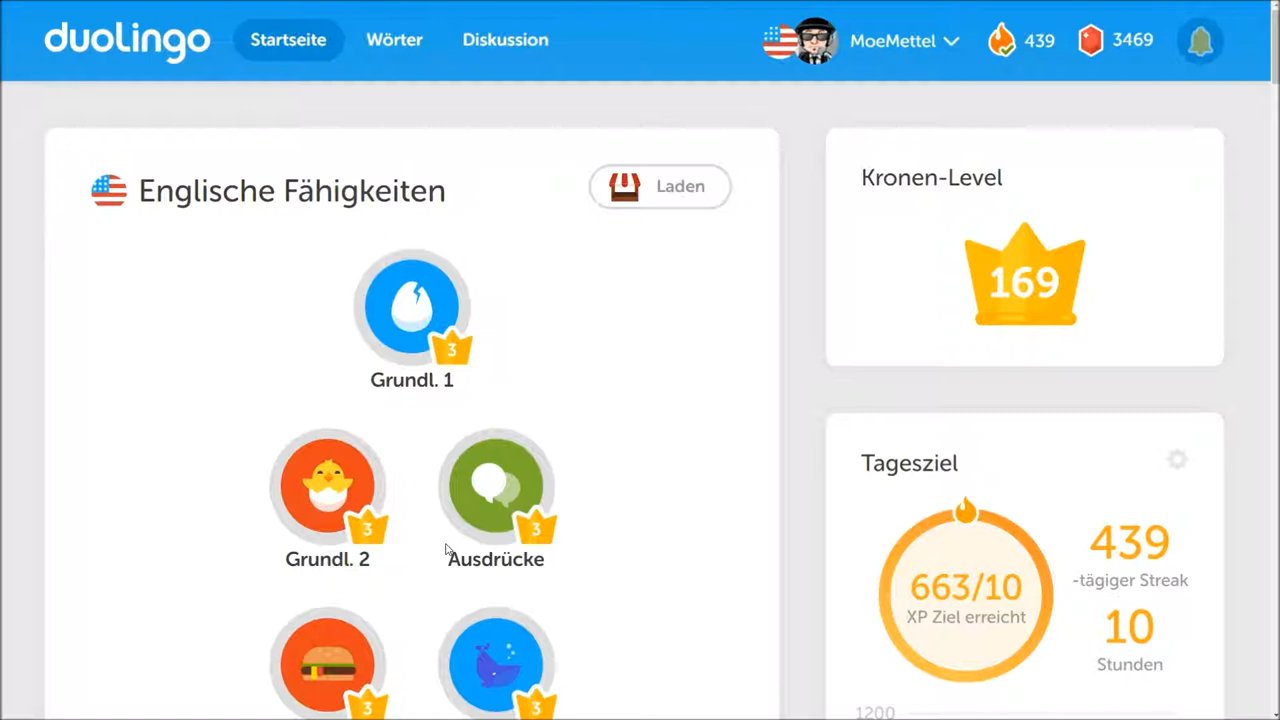 duolingo Startseite Wörter Diskussion MoeMettel 439 3469
Englische Fähigkeiten
Laden
3
Grundl. 1
3
Grundl. 2
3
Ausdrücke
3
3
Kronen-Level
169
Tagesziel
663/10
XP Ziel erreicht
439
-tägiger Streak
10
Stunden
1200